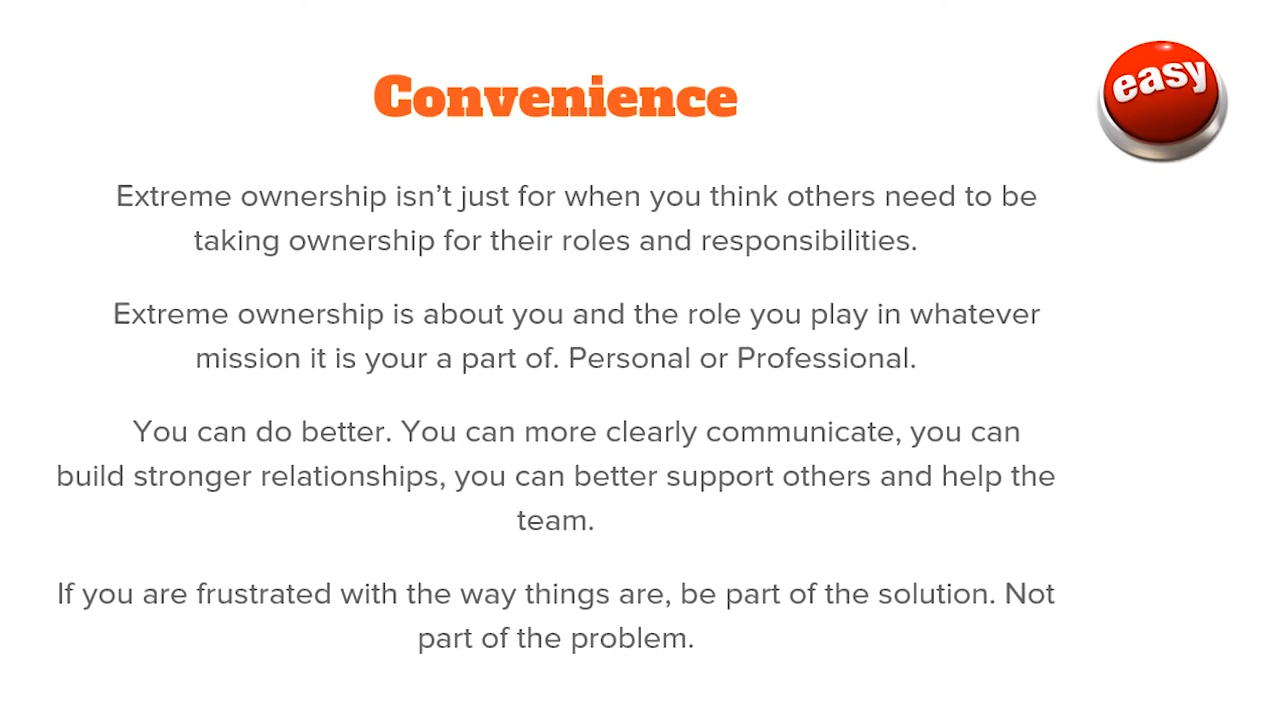 Convenience
easy
Extreme ownership isn’t just for when you think others need to be
taking ownership for their roles and responsibilities.
Extreme ownership is about you and the role you play in whatever
mission it is your a part of. Personal or Professional.
You can do better. You can more clearly communicate, you can
build stronger relationships, you can better support others and help the
team.
If you are frustrated with the way things are, be part of the solution. Not
part of the problem.